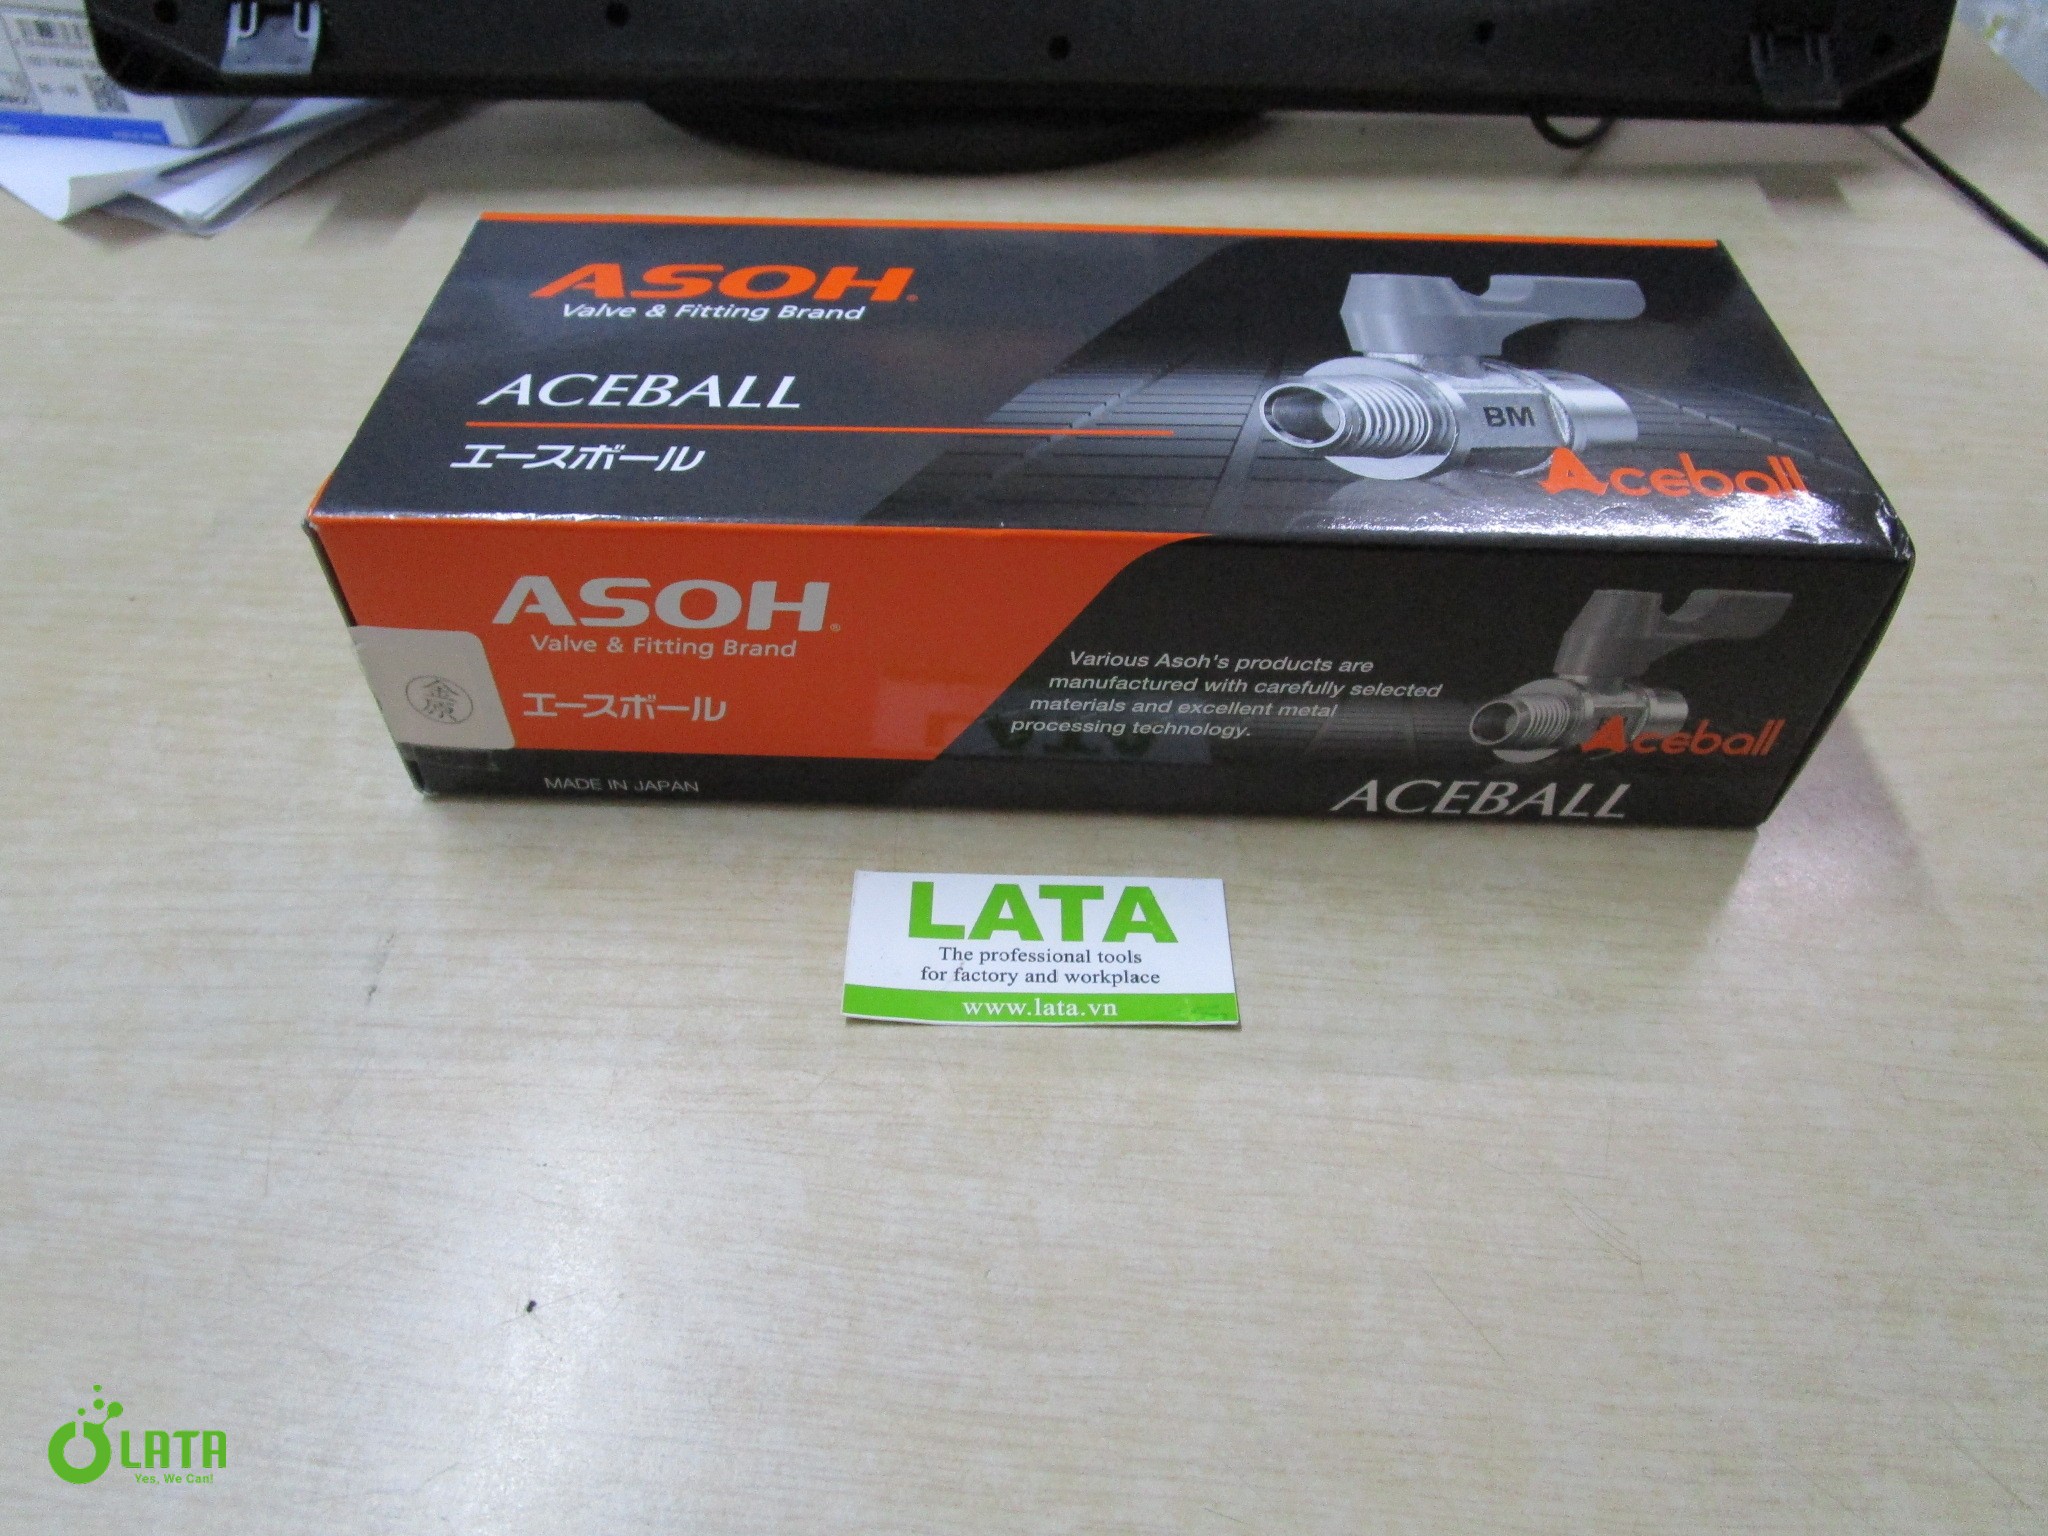 ASOH®
Valve & Fitting Brand
ACEBALL
エースボール
BM
Aceball
ASOH®
Valve & Fitting Brand
エースボール
金原
MADE IN JAPAN
Various Asoh's products are
manufactured with carefully selected
materials and excellent metal
processing technology.
Aceball
ACEBALL
LATA
The professional tools
for factory and workplace
www.lata.vn
LATA
Yes, We Can!